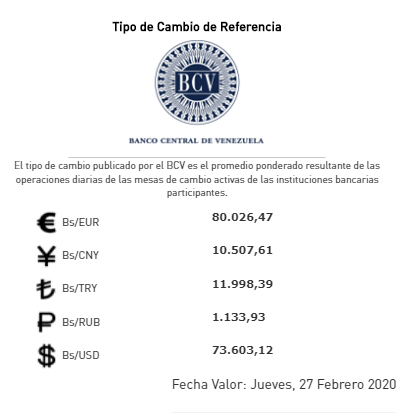 Tipo de Cambio de Referencia
BCV
BANCO CENTRAL DE VENEZUELA
El tipo de cambio publicado por el BCV es el promedio ponderado resultante de las
operaciones diarias de las mesas de cambio activas de las instituciones bancarias
participantes.
€ Bs/EUR 80.026,47
¥ Bs/CNY 10.507,61
₺ Bs/TRY 11.998,39
₽ Bs/RUB 1.133,93
$ Bs/USD 73.603,12
Fecha Valor: Jueves, 27 Febrero 2020